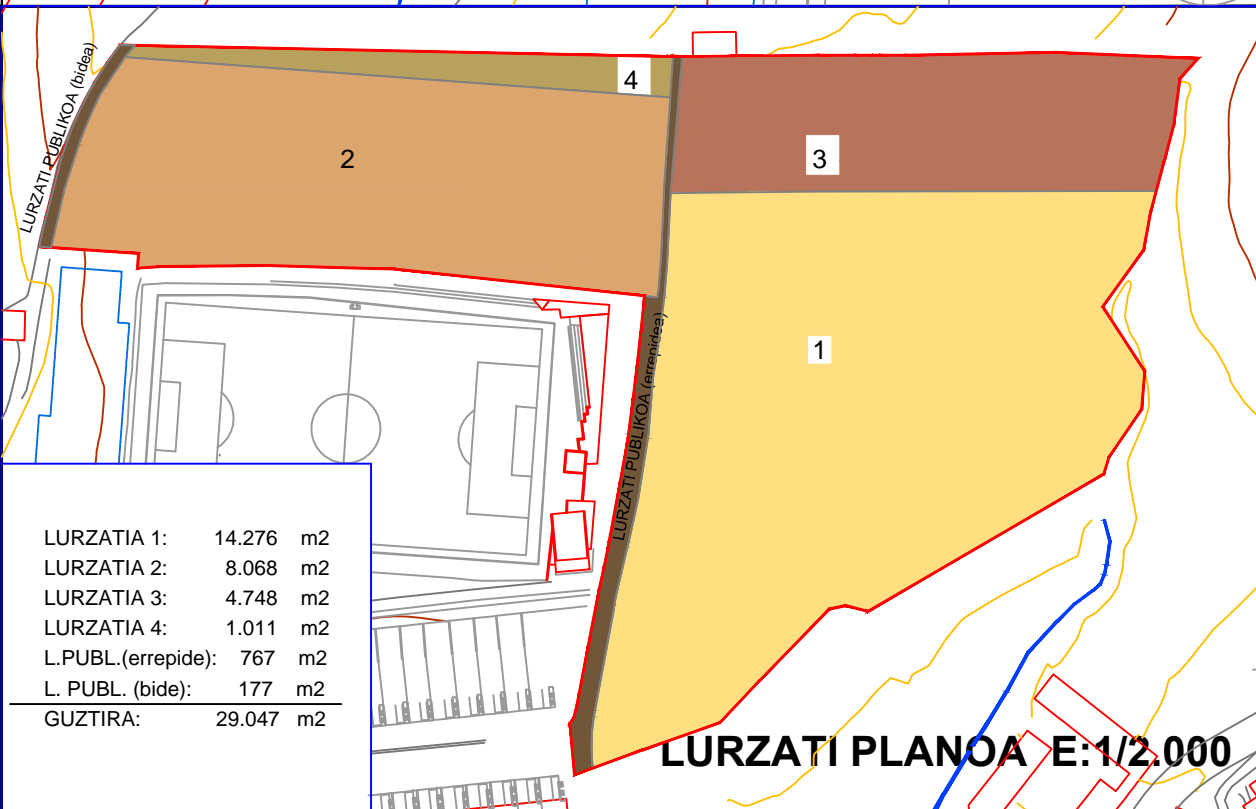 LURZATI PUBLIKOA (bidea)
4
2
3
1
LURZATI PUBLIKOA (errepidea)
LURZATIA 1: 14.276 m2
LURZATIA 2: 8.068 m2
LURZATIA 3: 4.748 m2
LURZATIA 4: 1.011 m2
L.PUBL.(errepide): 767 m2
L. PUBL. (bide): 177 m2
GUZTIRA: 29.047 m2
LURZATI PLANOA E:1/2.000